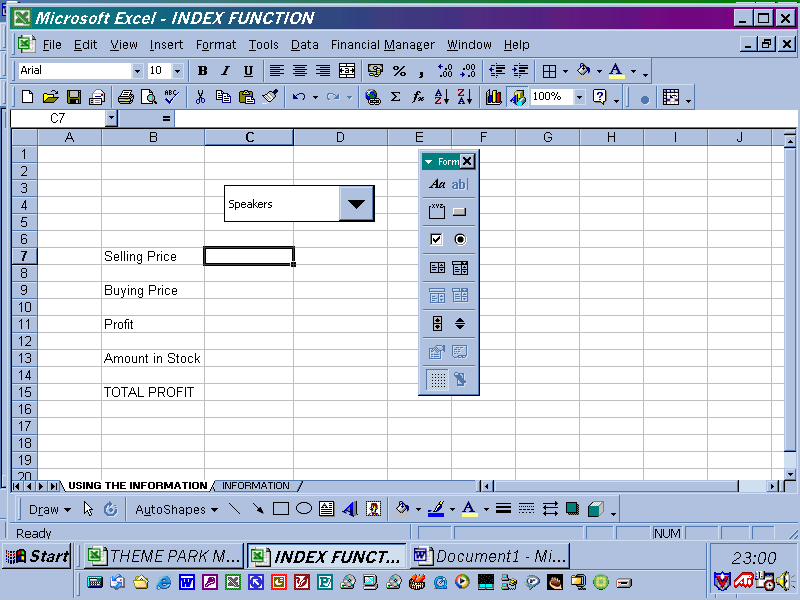 Microsoft Excel - INDEX FUNCTION
File Edit View Insert Format Tools Data Financial Manager Window Help
Arial 10 B I U % ,
ABC Σ fx 100% ?
C7 =
A B C D E F G H I J
1
2
3
4
5
6
7
8
9
10
11
12
13
14
15
16
17
18
19
20
Speakers
Selling Price
Buying Price
Profit
Amount in Stock
TOTAL PROFIT
Form
Aa ab|
XYZ
USING THE INFORMATION INFORMATION
Draw AutoShapes
Ready NUM
Start THEME PARK M... INDEX FUNCT... Document1 - Mi...
23:00